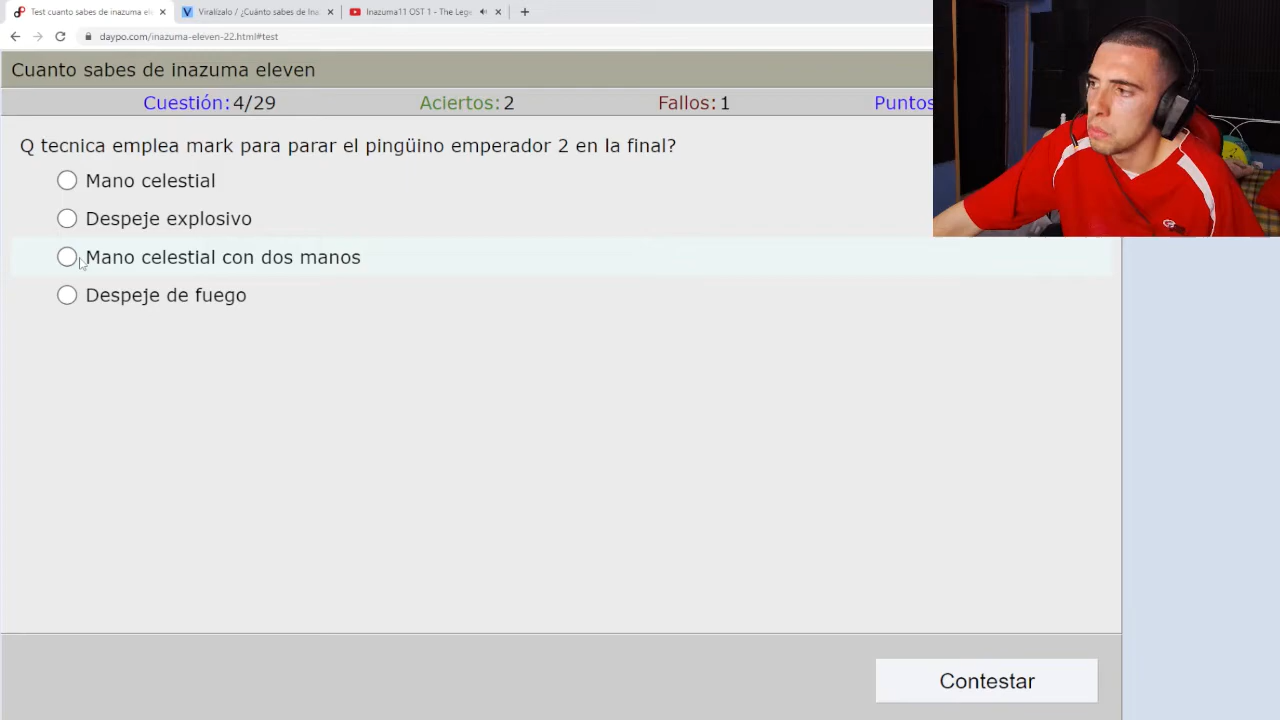 Test cuanto sabes de inazuma ele
Viralízalo / ¿Cuánto sabes de Ina
Inazuma11 OST 1 - The Lege
daypo.com/inazuma-eleven-22.html#test
Cuanto sabes de inazuma eleven
Cuestión: 4/29 Aciertos: 2 Fallos: 1 Puntos
Q tecnica emplea mark para parar el pingüino emperador 2 en la final?
Mano celestial
Despeje explosivo
Mano celestial con dos manos
Despeje de fuego
Contestar